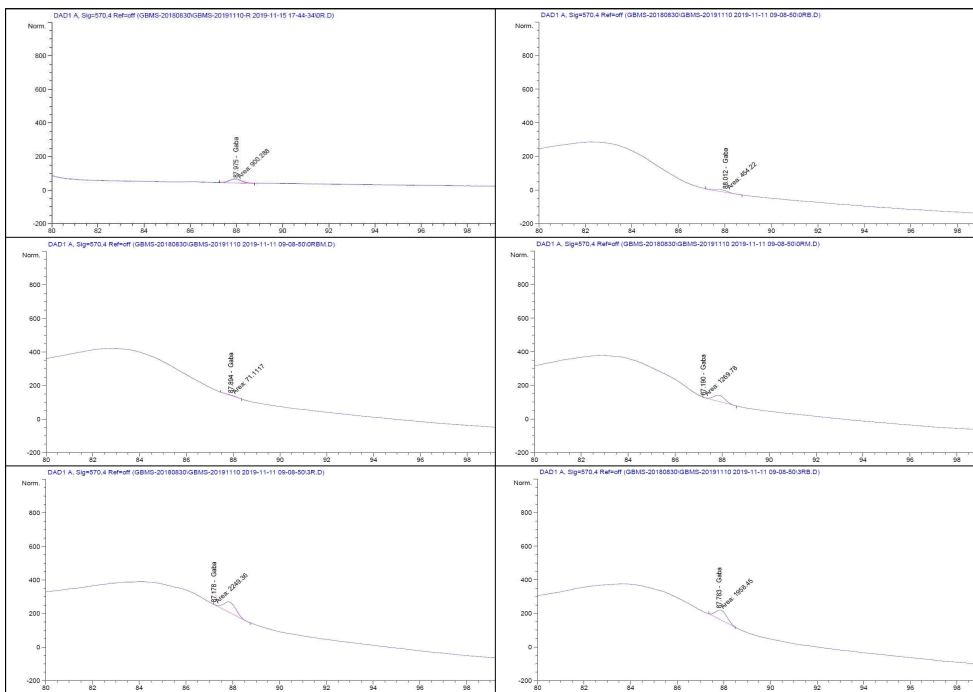 DAD1 A, Sig=570,4 Ref=off (GBMS-20180830\GBMS-20191110-R 2019-11-15 17-44-34\0R.D)
Norm.
800
600
400
200
0
-200
87.975 - Gaba
Area: 900.288
80 82 84 86 88 90 92 94 96 98
DAD1 A, Sig=570,4 Ref=off (GBMS-20180830\GBMS-20191110 2019-11-11 09-08-50\0RB.D)
Norm.
800
600
400
200
0
-200
88.012 - Gaba
Area: 454.22
80 82 84 86 88 90 92 94 96 98
DAD1 A, Sig=570,4 Ref=off (GBMS-20180830\GBMS-20191110 2019-11-11 09-08-50\0RBM.D)
Norm.
800
600
400
200
0
-200
87.894 - Gaba
Area: 71.1117
80 82 84 86 88 90 92 94 96 98
DAD1 A, Sig=570,4 Ref=off (GBMS-20180830\GBMS-20191110 2019-11-11 09-08-50\0RM.D)
Norm.
800
600
400
200
0
-200
87.190 - Gaba
Area: 1269.78
80 82 84 86 88 90 92 94 96 98
DAD1 A, Sig=570,4 Ref=off (GBMS-20180830\GBMS-20191110 2019-11-11 09-08-50\3R.D)
Norm.
800
600
400
200
0
-200
87.178 - Gaba
Area: 2249.36
80 82 84 86 88 90 92 94 96 98
DAD1 A, Sig=570,4 Ref=off (GBMS-20180830\GBMS-20191110 2019-11-11 09-08-50\3RB.D)
Norm.
800
600
400
200
0
-200
87.783 - Gaba
Area: 1958.45
80 82 84 86 88 90 92 94 96 98